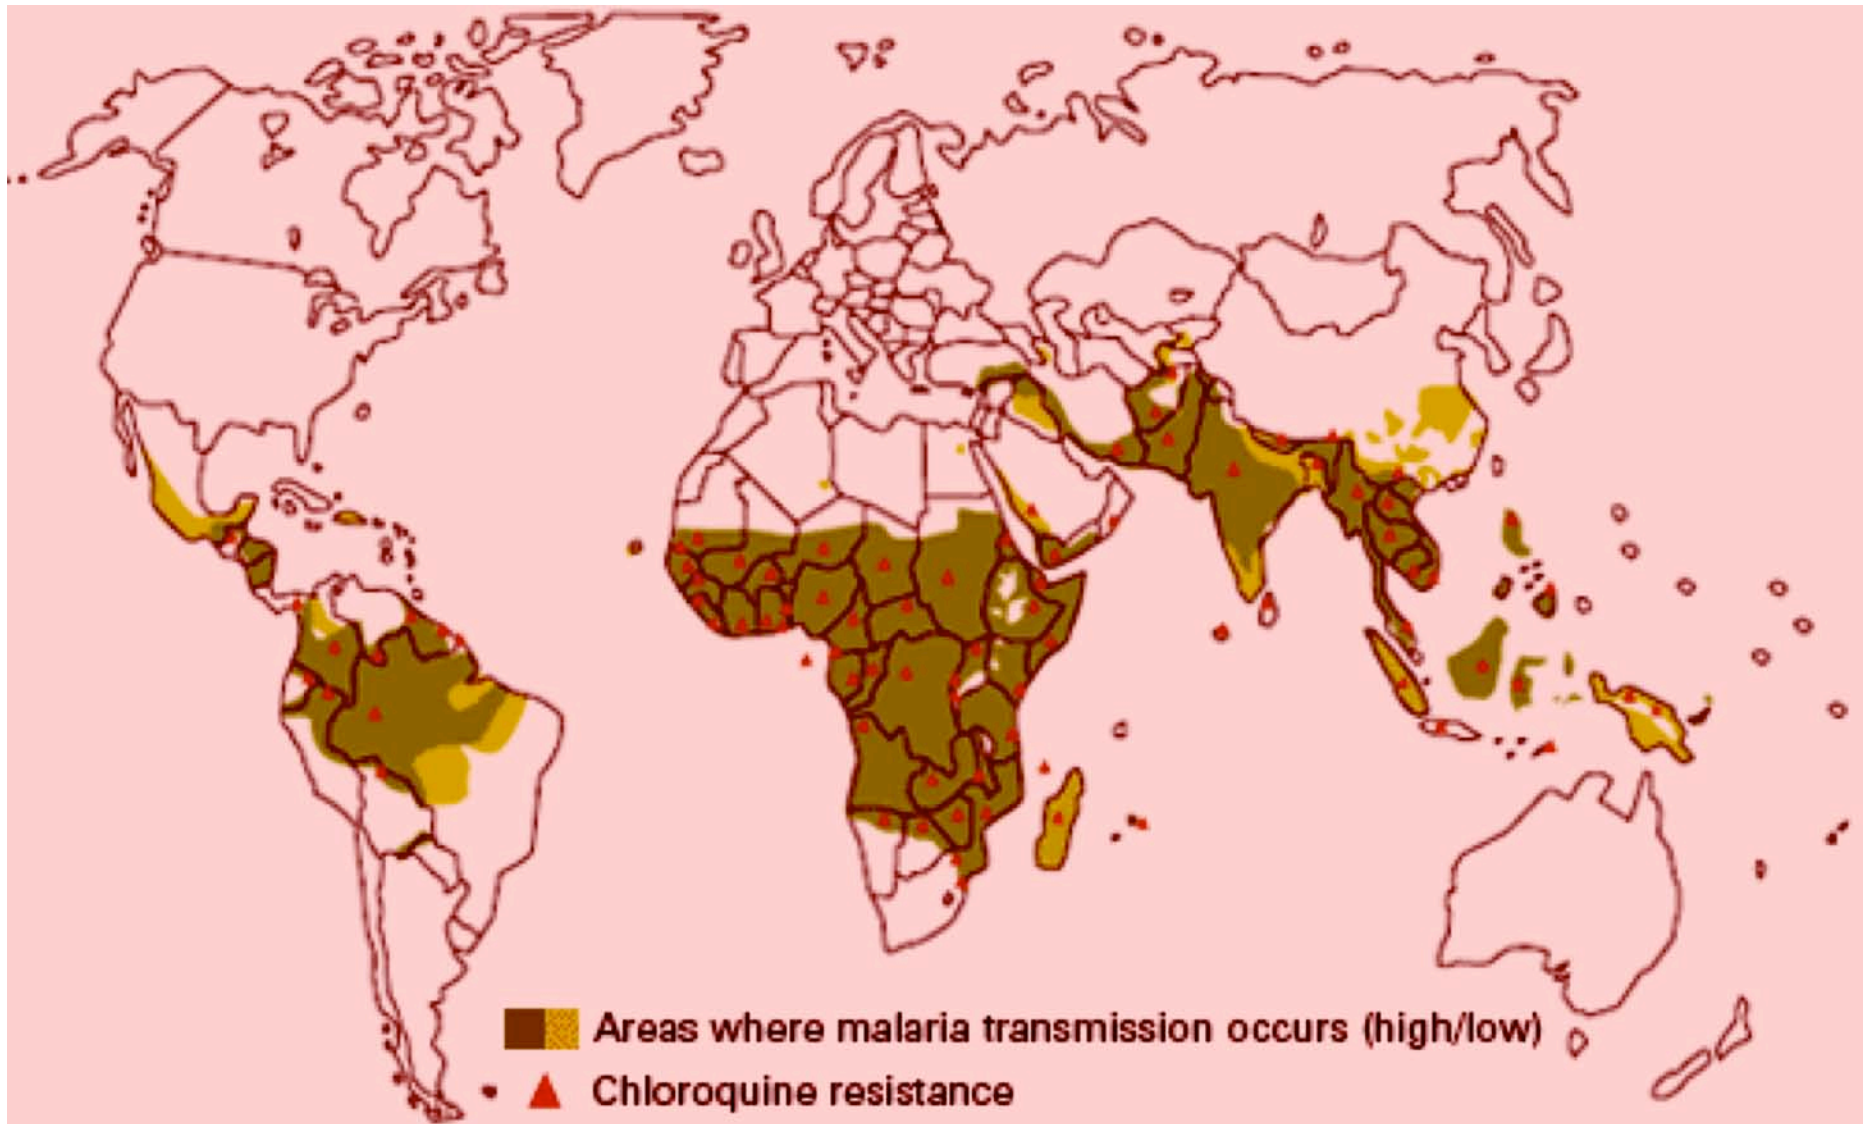 Areas where malaria transmission occurs (high/low)
Chloroquine resistance